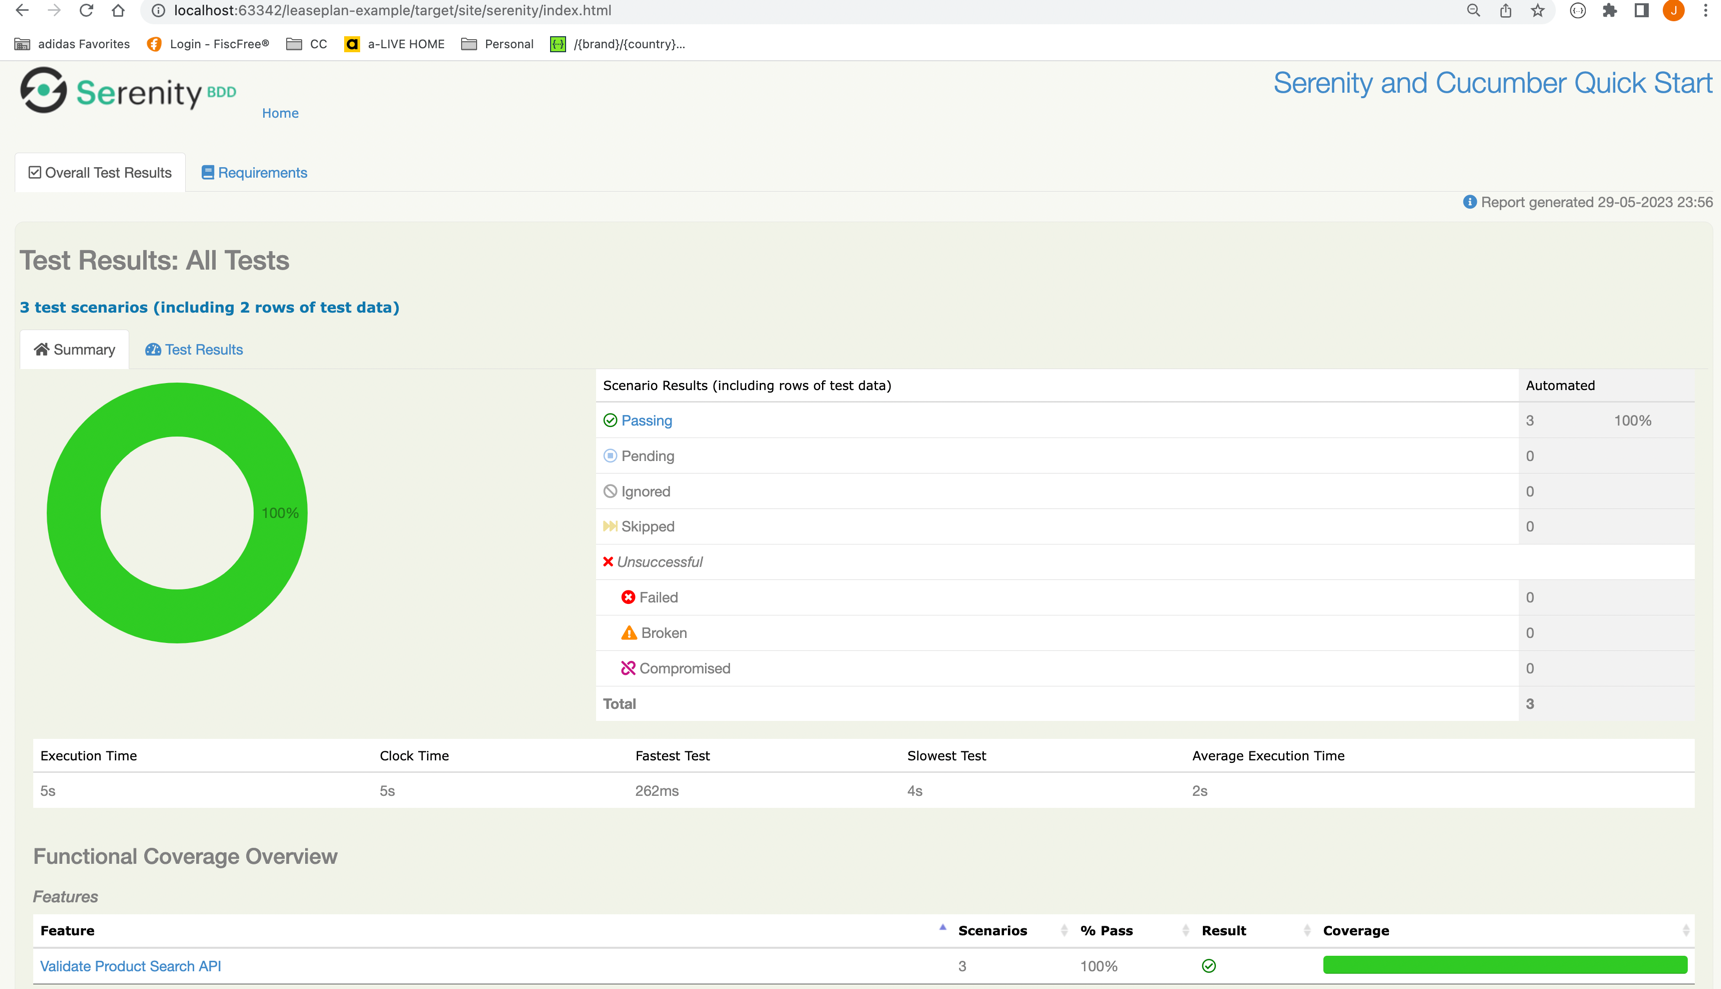 localhost:63342/leaseplan-example/target/site/serenity/index.html
J
adidas Favorites
Login - FiscFree®
CC
a
a-LIVE HOME
Personal
/{brand}/{country}...
Serenity BDD
Home
Serenity and Cucumber Quick Start
Overall Test Results
Requirements
Report generated 29-05-2023 23:56
Test Results: All Tests
3 test scenarios (including 2 rows of test data)
Summary
Test Results
100%
Scenario Results (including rows of test data) Automated
Passing 3 100%
Pending 0
Ignored 0
Skipped 0
Unsuccessful
Failed 0
Broken 0
Compromised 0
Total 3
Execution Time Clock Time Fastest Test Slowest Test Average Execution Time
5s 5s 262ms 4s 2s
Functional Coverage Overview
Features
Feature Scenarios % Pass Result Coverage
Validate Product Search API 3 100%